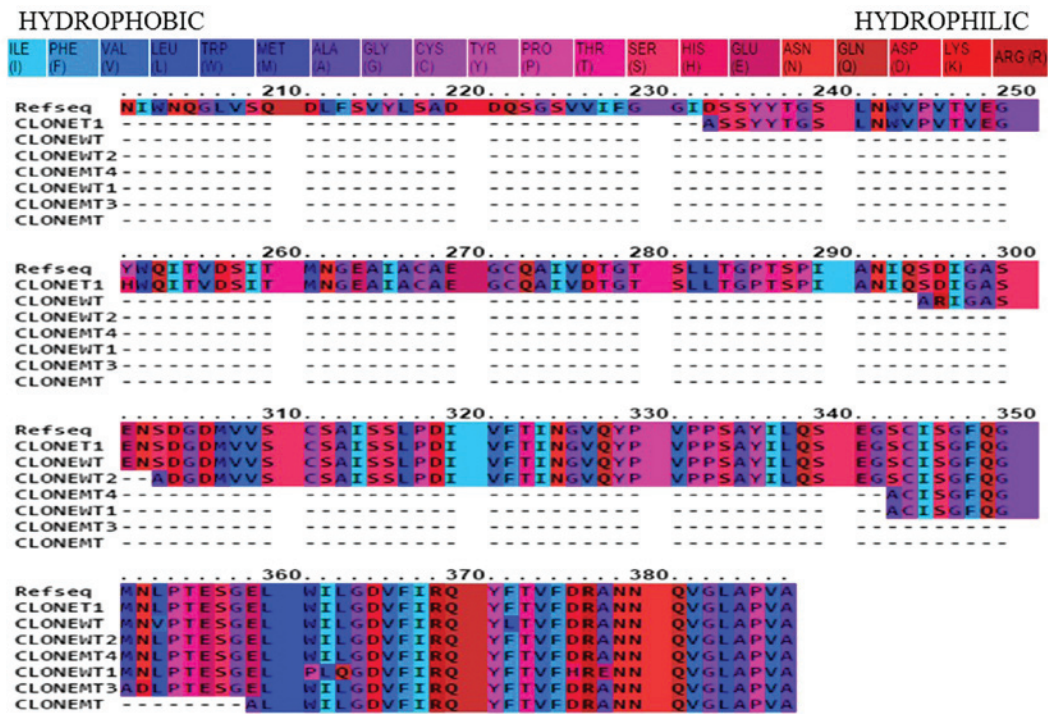 HYDROPHOBIC HYDROPHILIC
ILE (I) PHE (F) VAL (V) LEU (L) TRP (W) MET (M) ALA (A) GLY (G) CYS (C) TYR (Y) PRO (P) THR (T) SER (S) HIS (H) GLU (E) ASN (N) GLN (Q) ASP (D) LYS (K) ARG (R)
. . . . . . . 210. . . . . . . 220. . . . . . . 230. . . . . . . 240. . . . . . . 250
Refseq NIWNQGLVSQ DLFSVYLSAD DQSGSVVIFG GIDSSYYTGS LNWVPVTVEG
CLONET1 ---------- ---------- ---------- --ASSYYTGS LNWVPVTVEG
CLONEWT ---------- ---------- ---------- ---------- ----------
CLONEWT2 ---------- ---------- ---------- ---------- ----------
CLONEMT4 ---------- ---------- ---------- ---------- ----------
CLONEWT1 ---------- ---------- ---------- ---------- ----------
CLONEMT3 ---------- ---------- ---------- ---------- ----------
CLONEMT ---------- ---------- ---------- ---------- ----------
. . . . . . . 260. . . . . . . 270. . . . . . . 280. . . . . . . 290. . . . . . . 300
Refseq YWQITVDSIT MNGEAIACAE GCQAIVDTGT SLLTGPTSPI ANIQSDIGAS
CLONET1 HWQITVDSIT MNGEAIACAE GCQAIVDTGT SLLTGPTSPI ANIQSDIGAS
CLONEWT ---------- ---------- ---------- ---------- ----ARIGAS
CLONEWT2 ---------- ---------- ---------- ---------- ----------
CLONEMT4 ---------- ---------- ---------- ---------- ----------
CLONEWT1 ---------- ---------- ---------- ---------- ----------
CLONEMT3 ---------- ---------- ---------- ---------- ----------
CLONEMT ---------- ---------- ---------- ---------- ----------
. . . . . . . 310. . . . . . . 320. . . . . . . 330. . . . . . . 340. . . . . . . 350
Refseq ENSDGDMVVS CSAISSLPDI VFTINGVQYP VPPSAYILQS EGSCISGFQG
CLONET1 ENSDGDMVVS CSAISSLPDI VFTINGVQYP VPPSAYILQS EGSCISGFQG
CLONEWT ENSDGDMVVS CSAISSLPDI VFTINGVQYP VPPSAYILQS EGSCISGFQG
CLONEWT2 --ADGDMVVS CSAISSLPDI VFTINGVQYP VPPSAYILQS EGSCISGFQG
CLONEMT4 ---------- ---------- ---------- ---------- --ACISGFQG
CLONEWT1 ---------- ---------- ---------- ---------- --ACISGFQG
CLONEMT3 ---------- ---------- ---------- ---------- ----------
CLONEMT ---------- ---------- ---------- ---------- ----------
. . . . . . . 360. . . . . . . 370. . . . . . . 380. . . . . . .
Refseq MNLPTESGEL WILGDVFIRQ YFTVFDRANN QVGLAPVA
CLONET1 MNLPTESGEL WILGDVFIRQ YFTVFDRANN QVGLAPVA
CLONEWT MNVPTESGEL WILGDVFIRQ YLTVFDRANN QVGLAPVA
CLONEWT2 MNLPTESGEL WILGDVFIRQ YFTVFDRANN QVGLAPVA
CLONEMT4 MNLPTESGEL WILGDVFIRQ YFTVFDRANN QVGLAPVA
CLONEWT1 MNLPTESGEL PLQGDVFIRQ YFTVFHRENN QVGLAPVA
CLONEMT3 ADLPTESGEL WILGDVFIRQ YFTVFDRANN QVGLAPVA
CLONEMT --------AL WILGDVFIRQ YFTVFDRANN QVGLAPVA